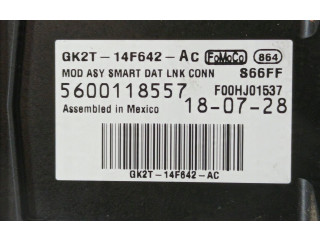 GK2T-14F642-AC FoMoCo 864
MOD ASY SMART DAT LNK CONN S66FF
5600118557 F00HJ01537
Assembled in Mexico 18-07-28
GK2T-14F642-AC